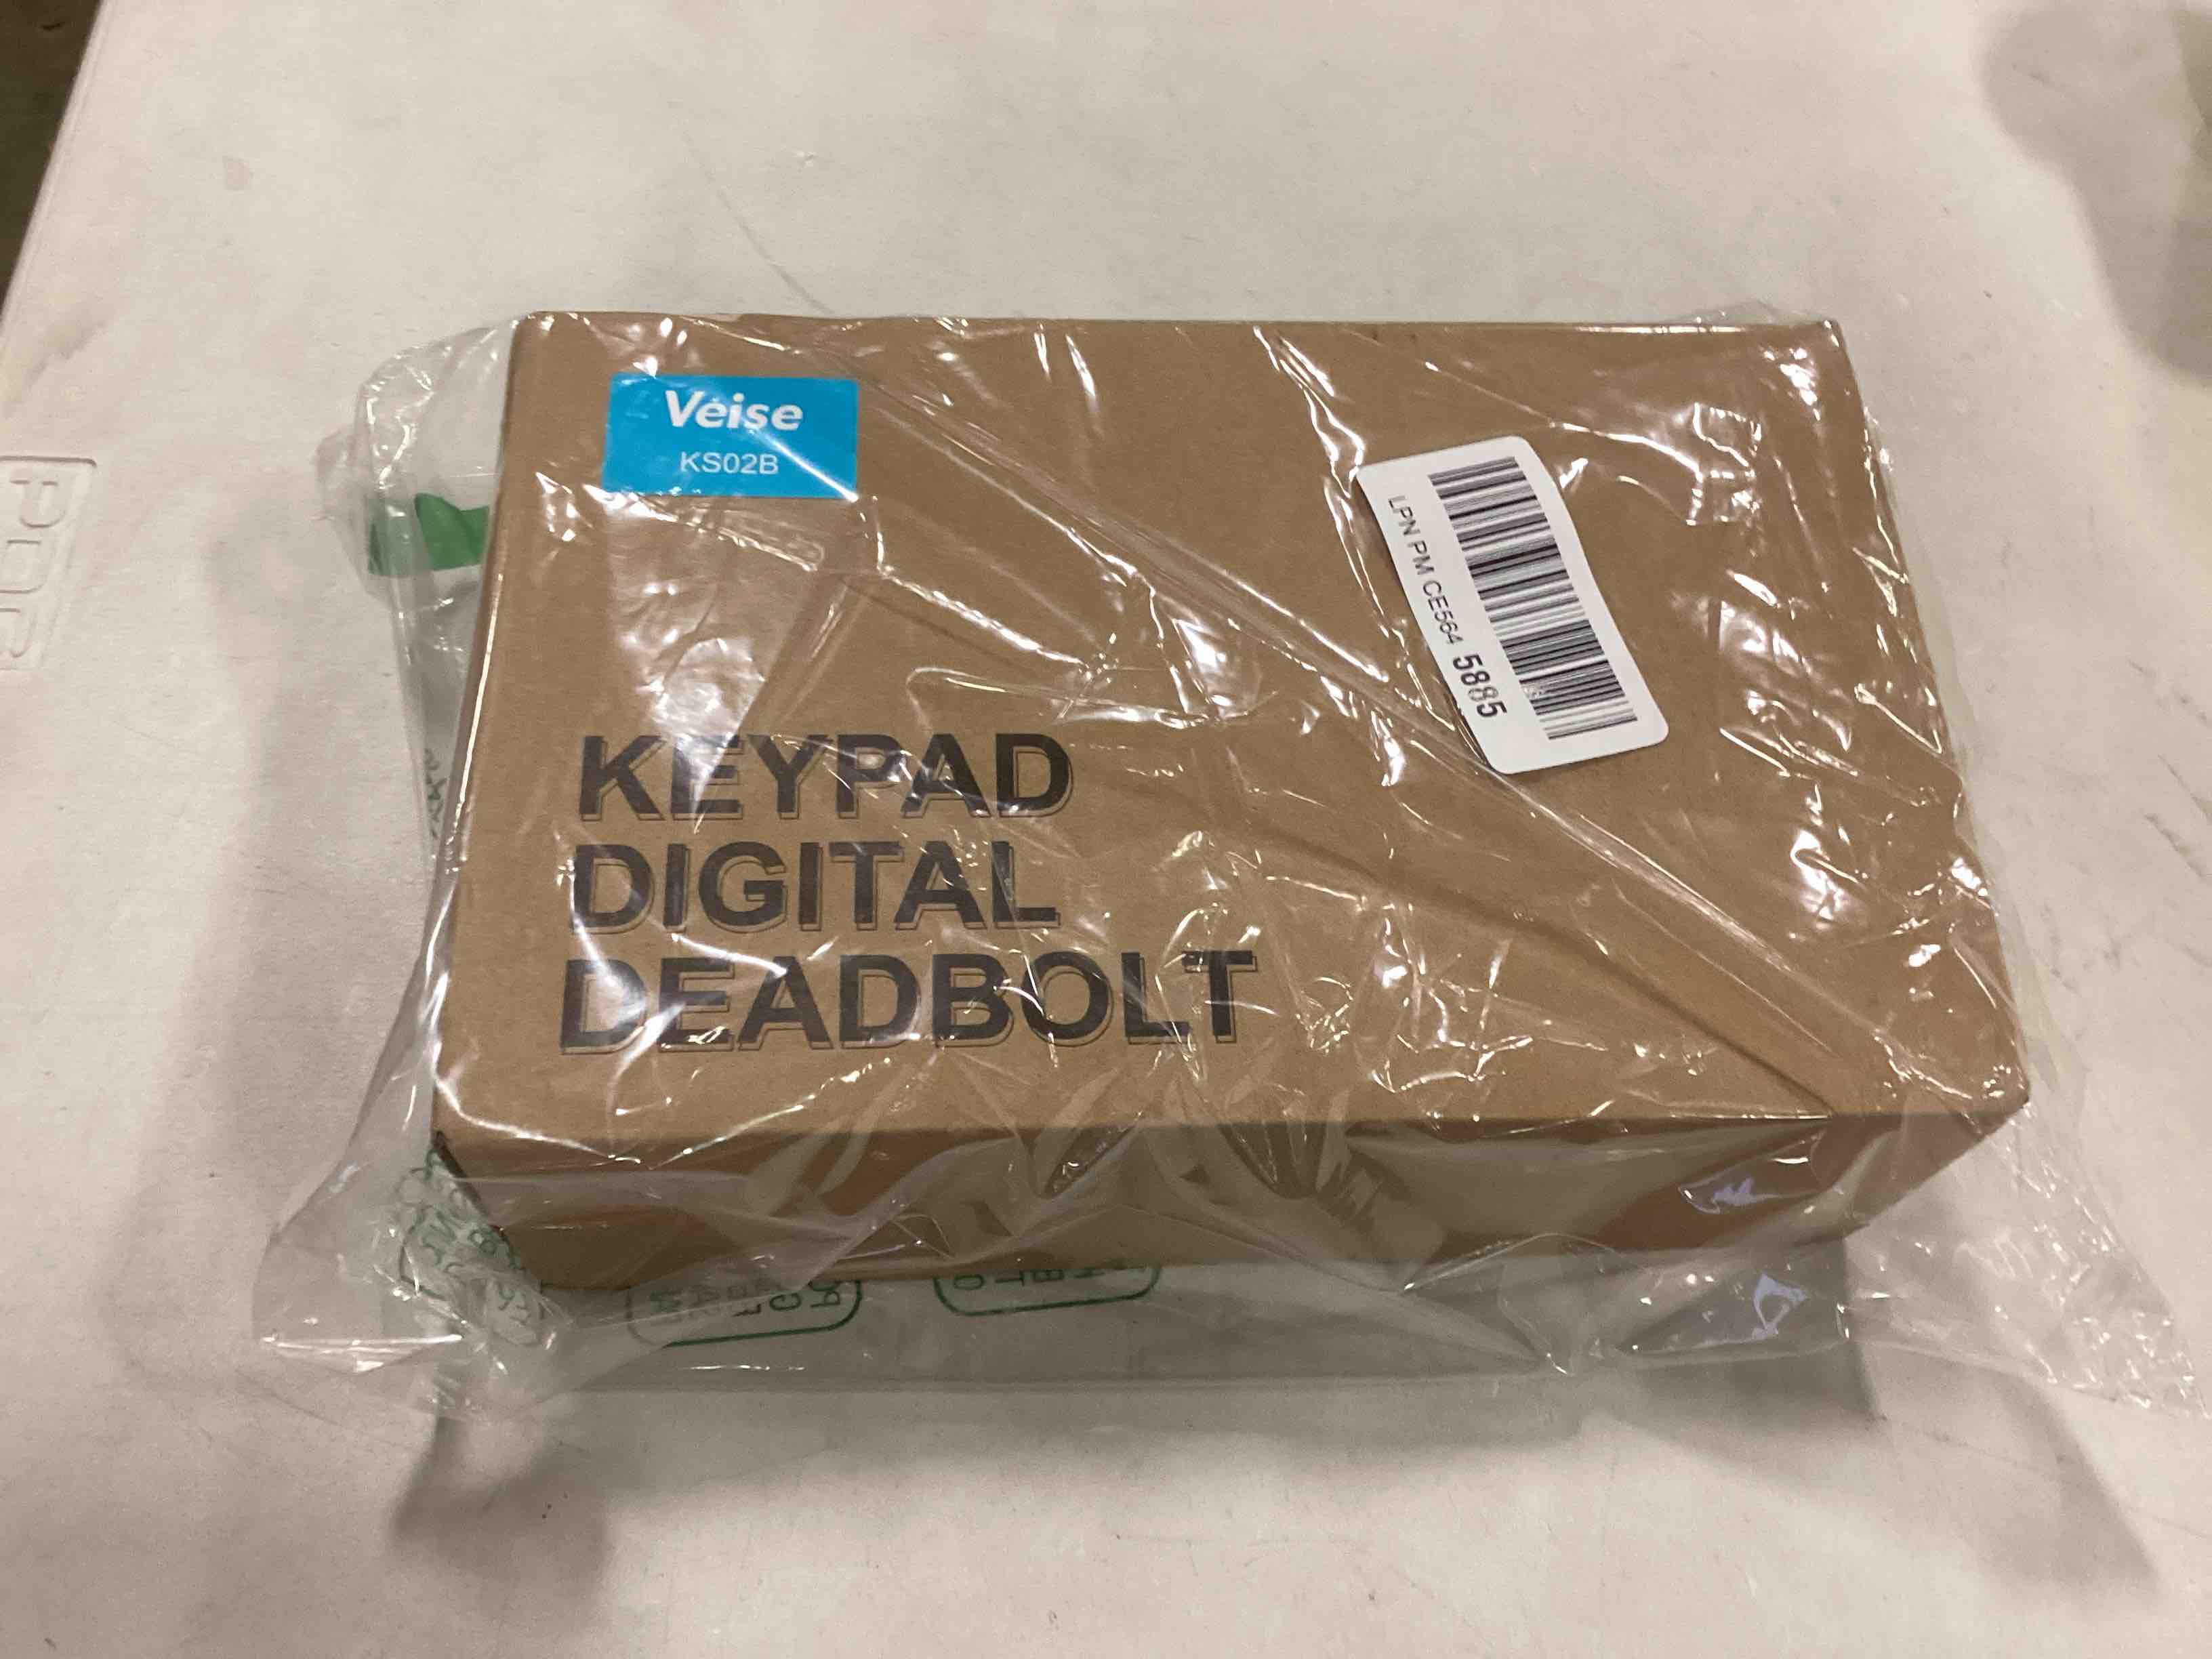 Veise
KS02B
LPN PM CE564 5885
KEYPAD
DIGITAL
DEADBOLT